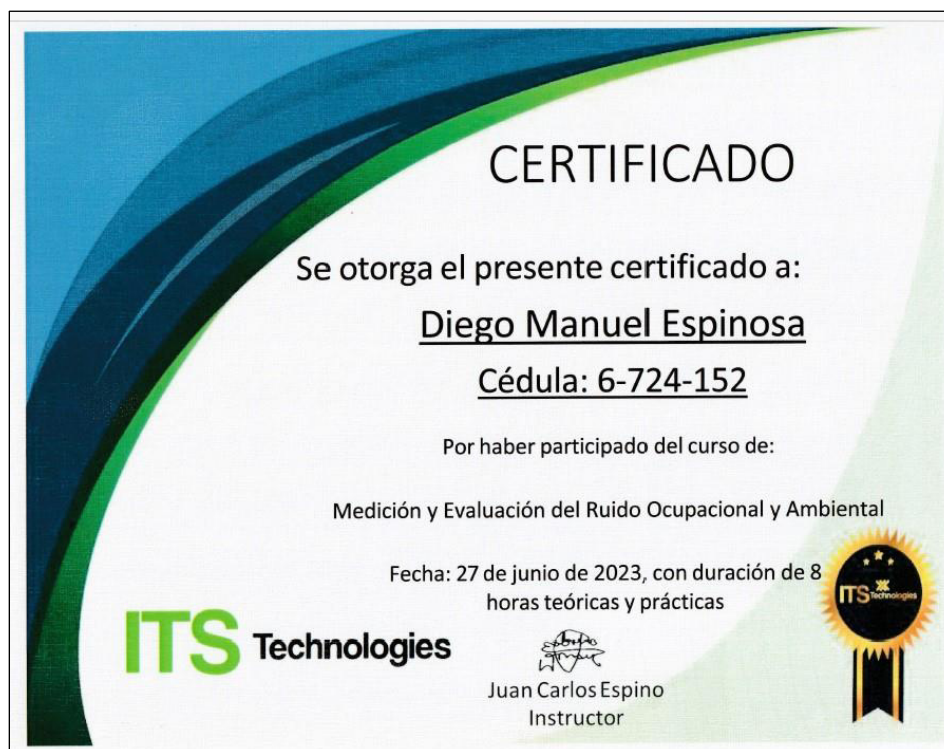 CERTIFICADO
Se otorga el presente certificado a:
Diego Manuel Espinosa
Cédula: 6-724-152
Por haber participado del curso de:
Medición y Evaluación del Ruido Ocupacional y Ambiental
Fecha: 27 de junio de 2023, con duración de 8
horas teóricas y prácticas
ITS Technologies
Juan Carlos Espino
Instructor
ITS Technologies